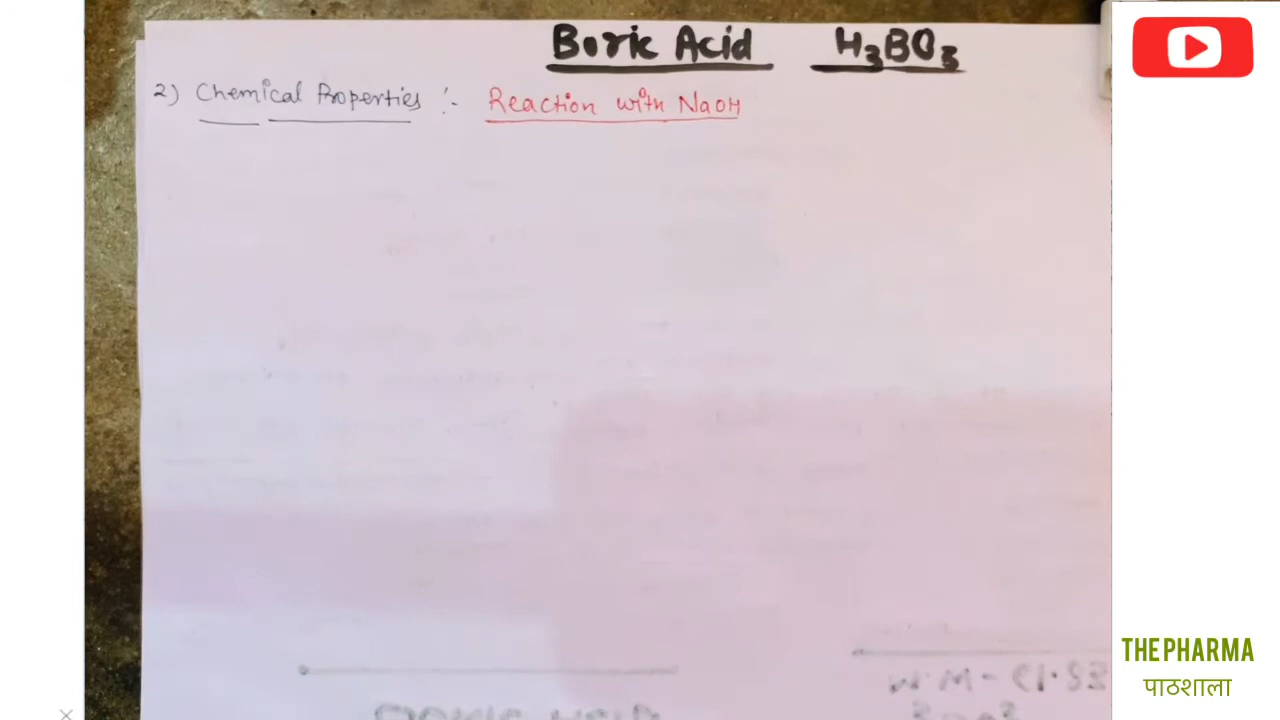 Boric Acid H₃BO₃
2) Chemical Properties :- Reaction with NaOH
THE PHARMA
पाठशाला